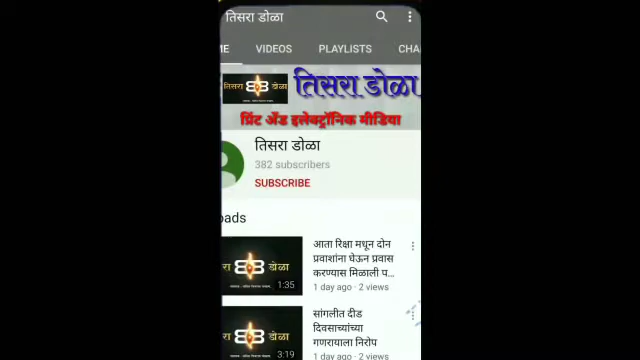 तिसरा डोळा
ME VIDEOS PLAYLISTS CHA
तिसरा डोळा
तिसरा डोळा
प्रिंट अँड इलेक्ट्रॉनिक मीडिया
तिसरा डोळा
382 subscribers
SUBSCRIBE
oads
रा डोळा
1:35
आता रिक्षा मधून दोन
प्रवाशांना घेऊन प्रवास
करण्यास मिळाली प...
1 day ago · 2 views
रा डोळा
3:19
सांगलीत दीड
दिवसाच्यांच्या
गणरायाला निरोप
1 day ago · 2 views